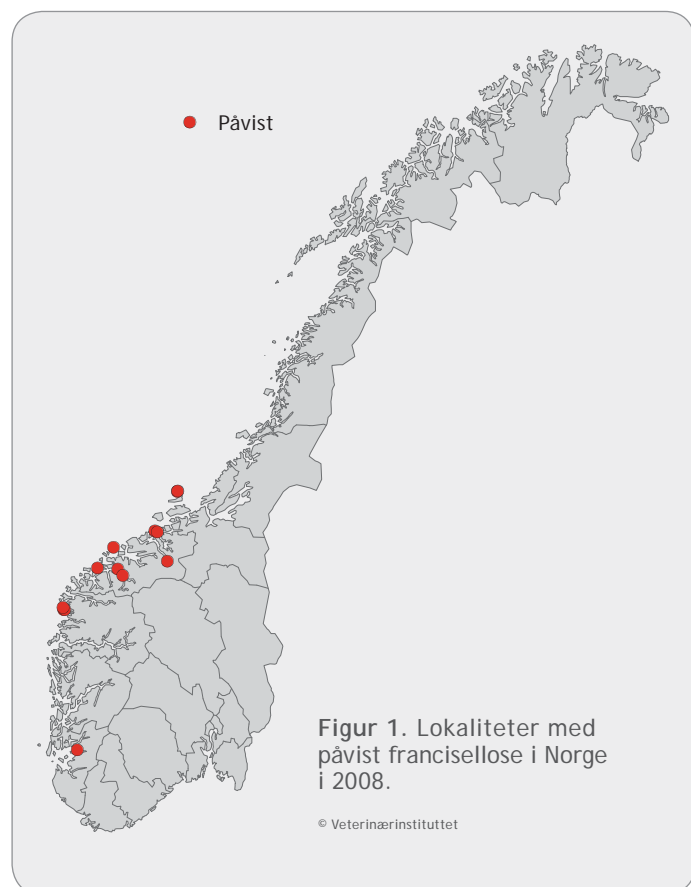 Påvist
Figur 1. Lokaliteter med
påvist francisellose i Norge
i 2008.
© Veterinærinstituttet